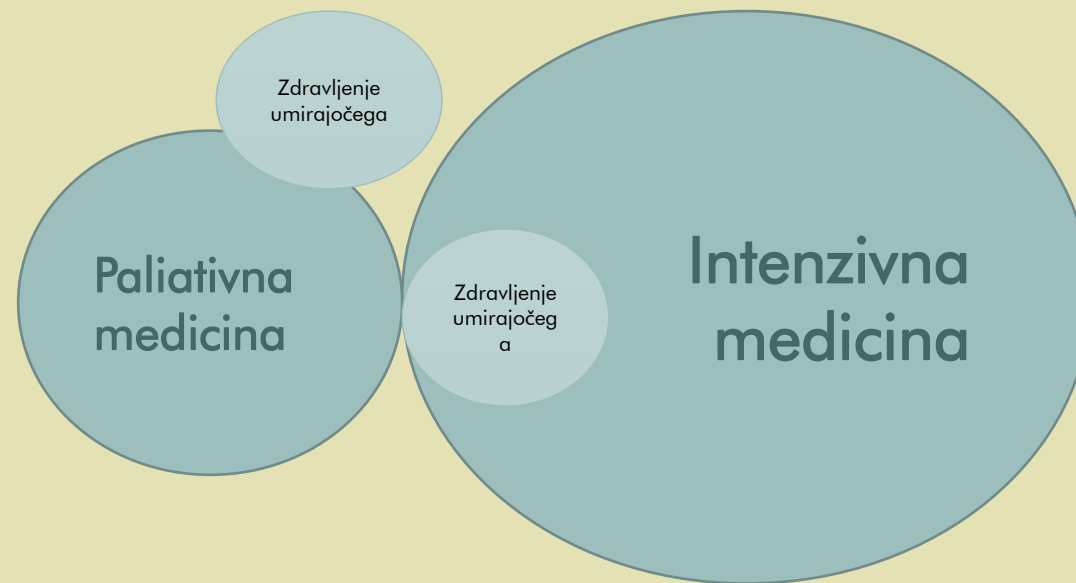 Zdravljenje
umirajočega
Paliativna
medicina
Zdravljenje
umirajočeg
a
Intenzivna
medicina